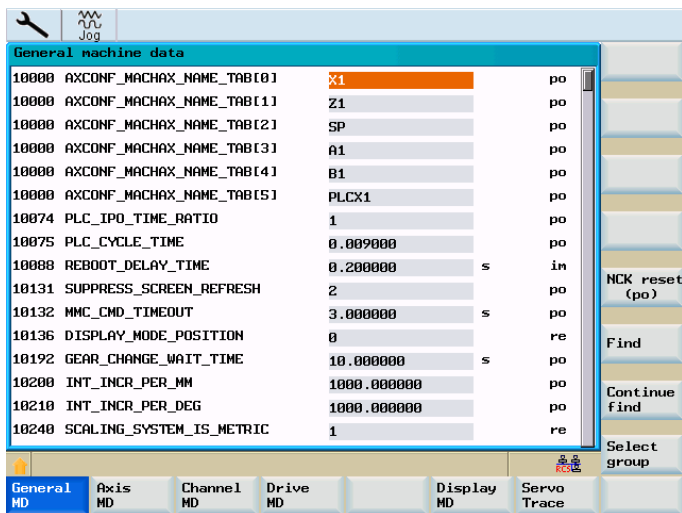 Jog
General machine data
10000 AXCONF_MACHAX_NAME_TAB[0] X1 po
10000 AXCONF_MACHAX_NAME_TAB[1] Z1 po
10000 AXCONF_MACHAX_NAME_TAB[2] SP po
10000 AXCONF_MACHAX_NAME_TAB[3] A1 po
10000 AXCONF_MACHAX_NAME_TAB[4] B1 po
10000 AXCONF_MACHAX_NAME_TAB[5] PLCX1 po
10074 PLC_IPO_TIME_RATIO 1 po
10075 PLC_CYCLE_TIME 0.009000 po
10088 REBOOT_DELAY_TIME 0.200000 s im
10131 SUPPRESS_SCREEN_REFRESH 2 po
10132 MMC_CMD_TIMEOUT 3.000000 s po
10136 DISPLAY_MODE_POSITION 0 re
10192 GEAR_CHANGE_WAIT_TIME 10.000000 s po
10200 INT_INCR_PER_MM 1000.000000 po
10210 INT_INCR_PER_DEG 1000.000000 po
10240 SCALING_SYSTEM_IS_METRIC 1 re
NCK reset
(po)
Find
Continue
find
Select
group
RCS
General MD
Axis MD
Channel MD
Drive MD
Display MD
Servo Trace